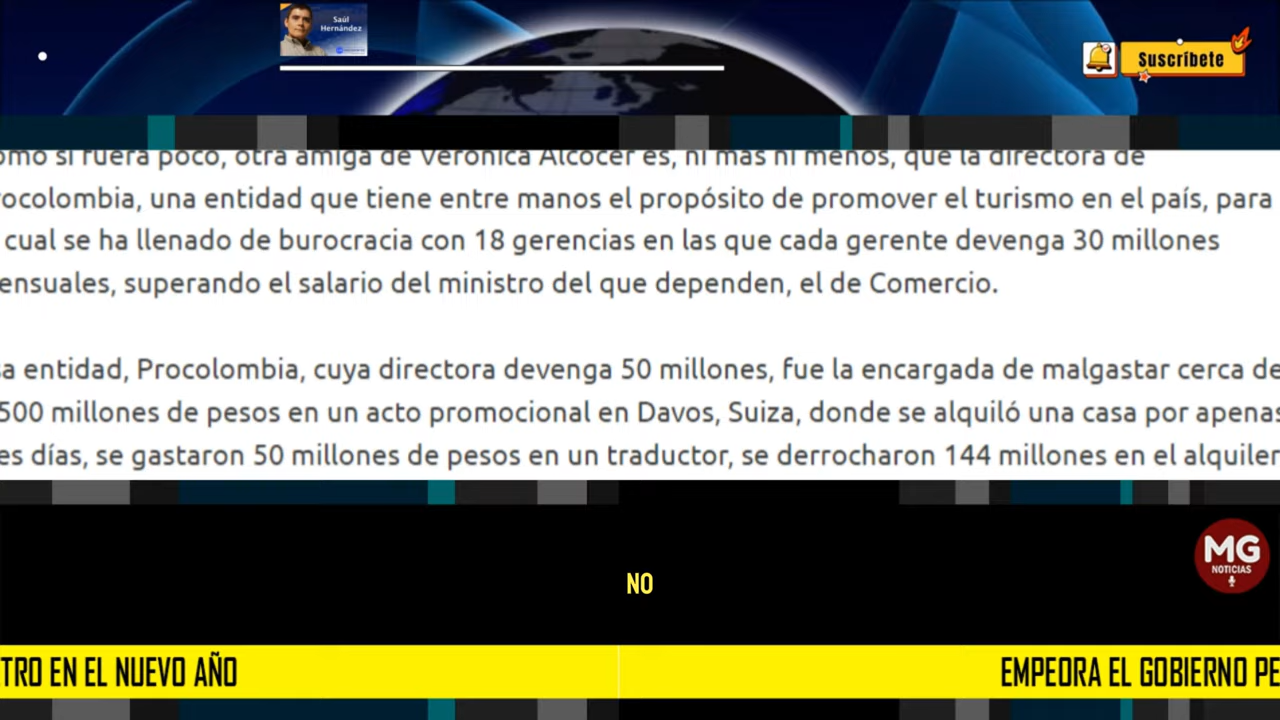 Saúl
Hernández
Suscríbete
omo si fuera poco, otra amiga de Verónica Alcocer es, ni más ni menos, que la directora de
rocolombia, una entidad que tiene entre manos el propósito de promover el turismo en el país, para
cual se ha llenado de burocracia con 18 gerencias en las que cada gerente devenga 30 millones
ensuales, superando el salario del ministro del que dependen, el de Comercio.
sa entidad, Procolombia, cuya directora devenga 50 millones, fue la encargada de malgastar cerca de
500 millones de pesos en un acto promocional en Davos, Suiza, donde se alquiló una casa por apenas
es días, se gastaron 50 millones de pesos en un traductor, se derrocharon 144 millones en el alquiler
MG
NOTICIAS
NO
TRO EN EL NUEVO AÑO
EMPEORA EL GOBIERNO PE